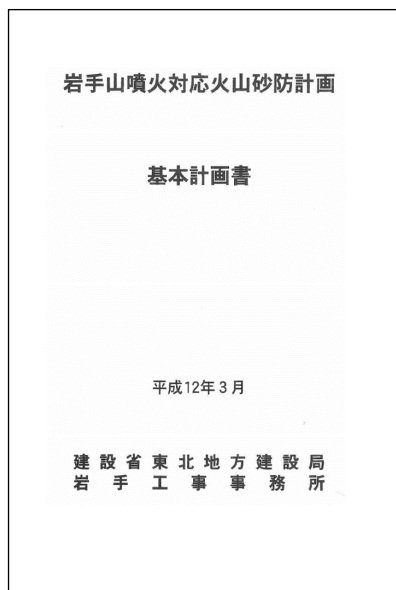 岩手山噴火対応火山砂防計画
基本計画書
平成12年3月
建設省東北地方建設局
岩手工事事務所